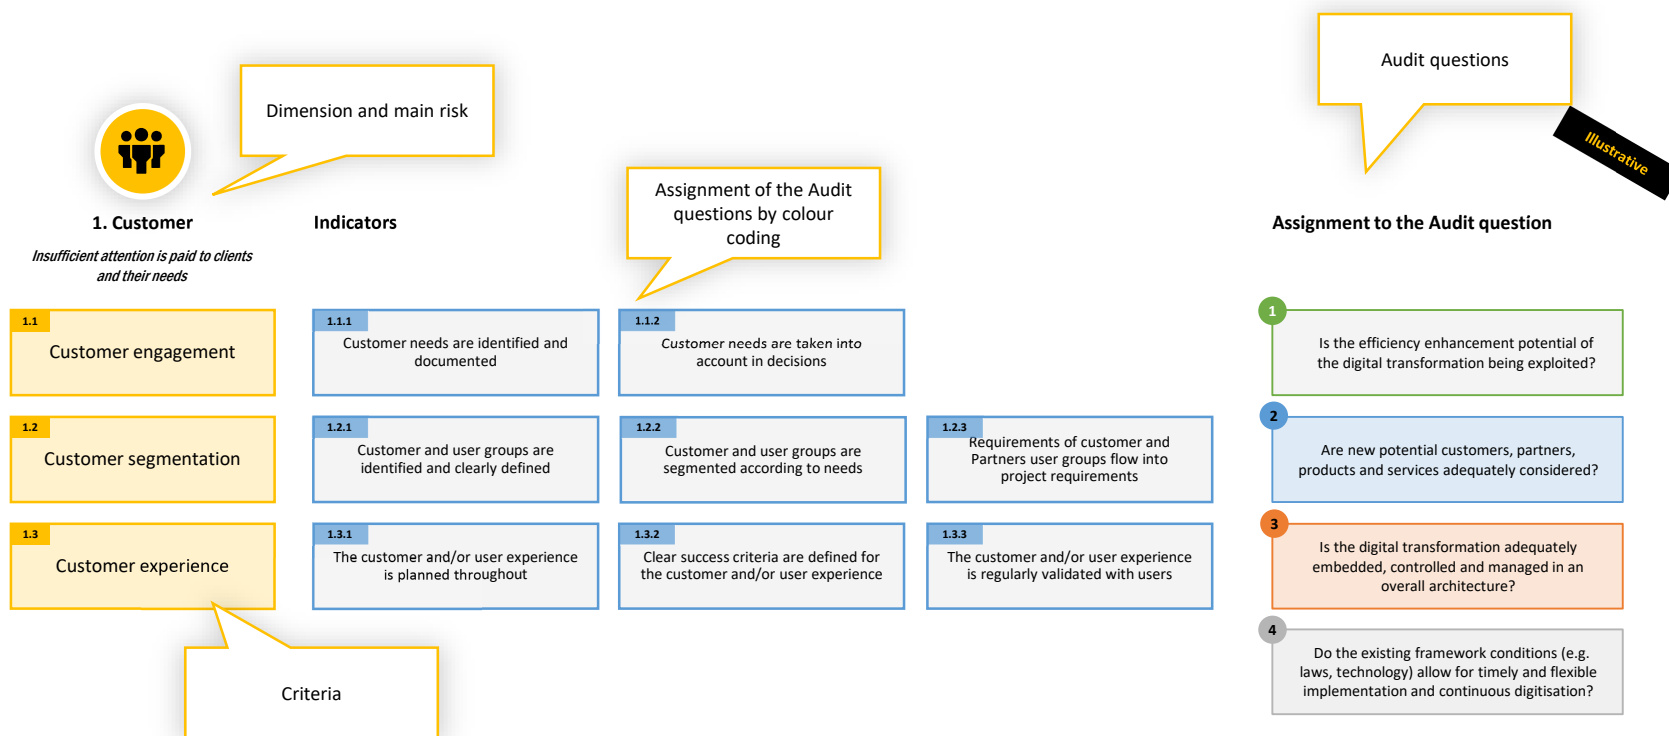 Audit questions
Dimension and main risk
Illustrative
Assignment of the Audit
questions by colour
coding
1. Customer
Indicators
Assignment to the Audit question
Insufficient attention is paid to clients
and their needs
1.1
Customer engagement
1.1.1
Customer needs are identified and
documented
1.1.2
Customer needs are taken into
account in decisions
1
Is the efficiency enhancement potential of
the digital transformation being exploited?
1.2
Customer segmentation
1.2.1
Customer and user groups are
identified and clearly defined
1.2.2
Customer and user groups are
segmented according to needs
1.2.3
Requirements of customer and
Partners user groups flow into
project requirements
2
Are new potential customers, partners,
products and services adequately considered?
1.3
Customer experience
1.3.1
The customer and/or user experience
is planned throughout
1.3.2
Clear success criteria are defined for
the customer and/or user experience
1.3.3
The customer and/or user experience
is regularly validated with users
3
Is the digital transformation adequately
embedded, controlled and managed in an
overall architecture?
4
Do the existing framework conditions (e.g.
laws, technology) allow for timely and flexible
implementation and continuous digitisation?
Criteria